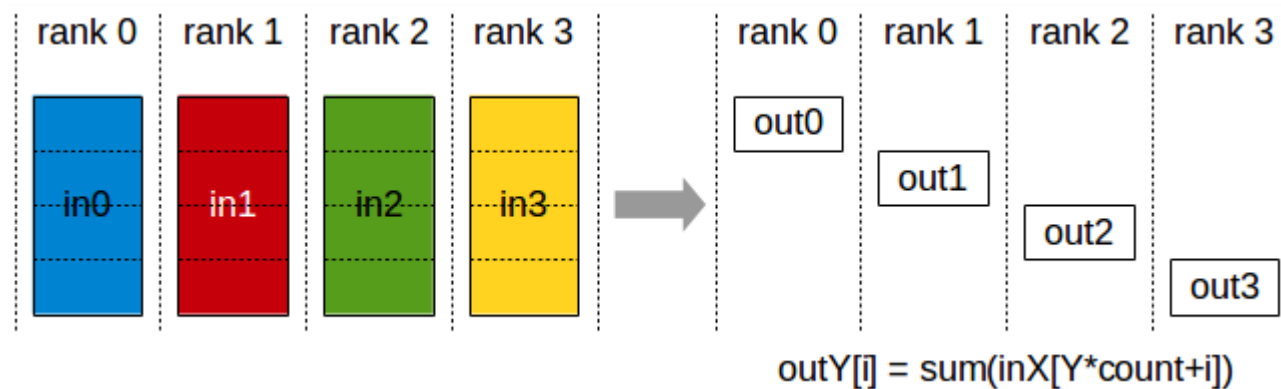 rank 0 rank 1 rank 2 rank 3 rank 0 rank 1 rank 2 rank 3
in0 in1 in2 in3
out0
out1
out2
out3
outY[i] = sum(inX[Y*count+i])